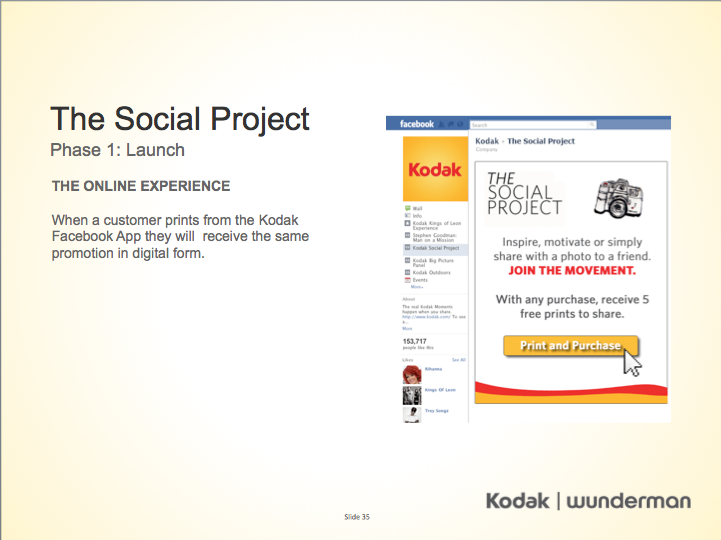 The Social Project
Phase 1: Launch
THE ONLINE EXPERIENCE
When a customer prints from the Kodak
Facebook App they will receive the same
promotion in digital form.
facebook
Search
Kodak
Kodak - The Social Project
Company
Wall
Info
Kodak Kings of Leon
Experience
Stephen Goodman:
Man on a Mission
Kodak Social Project
Kodak Big Picture
Panel
Kodak Outdoors
Events
More
About
The real Kodak Moments
happen when you share.
http://www.kodak.com/ To see
a...
More
153,717
people like this
Likes
See All
Rihanna
Kings Of Leon
Trey Songz
THE
SOCIAL
PROJECT
Inspire, motivate or simply
share with a photo to a friend.
JOIN THE MOVEMENT.
With any purchase, receive 5
free prints to share.
Print and Purchase
Kodak | wunderman
Slide 35